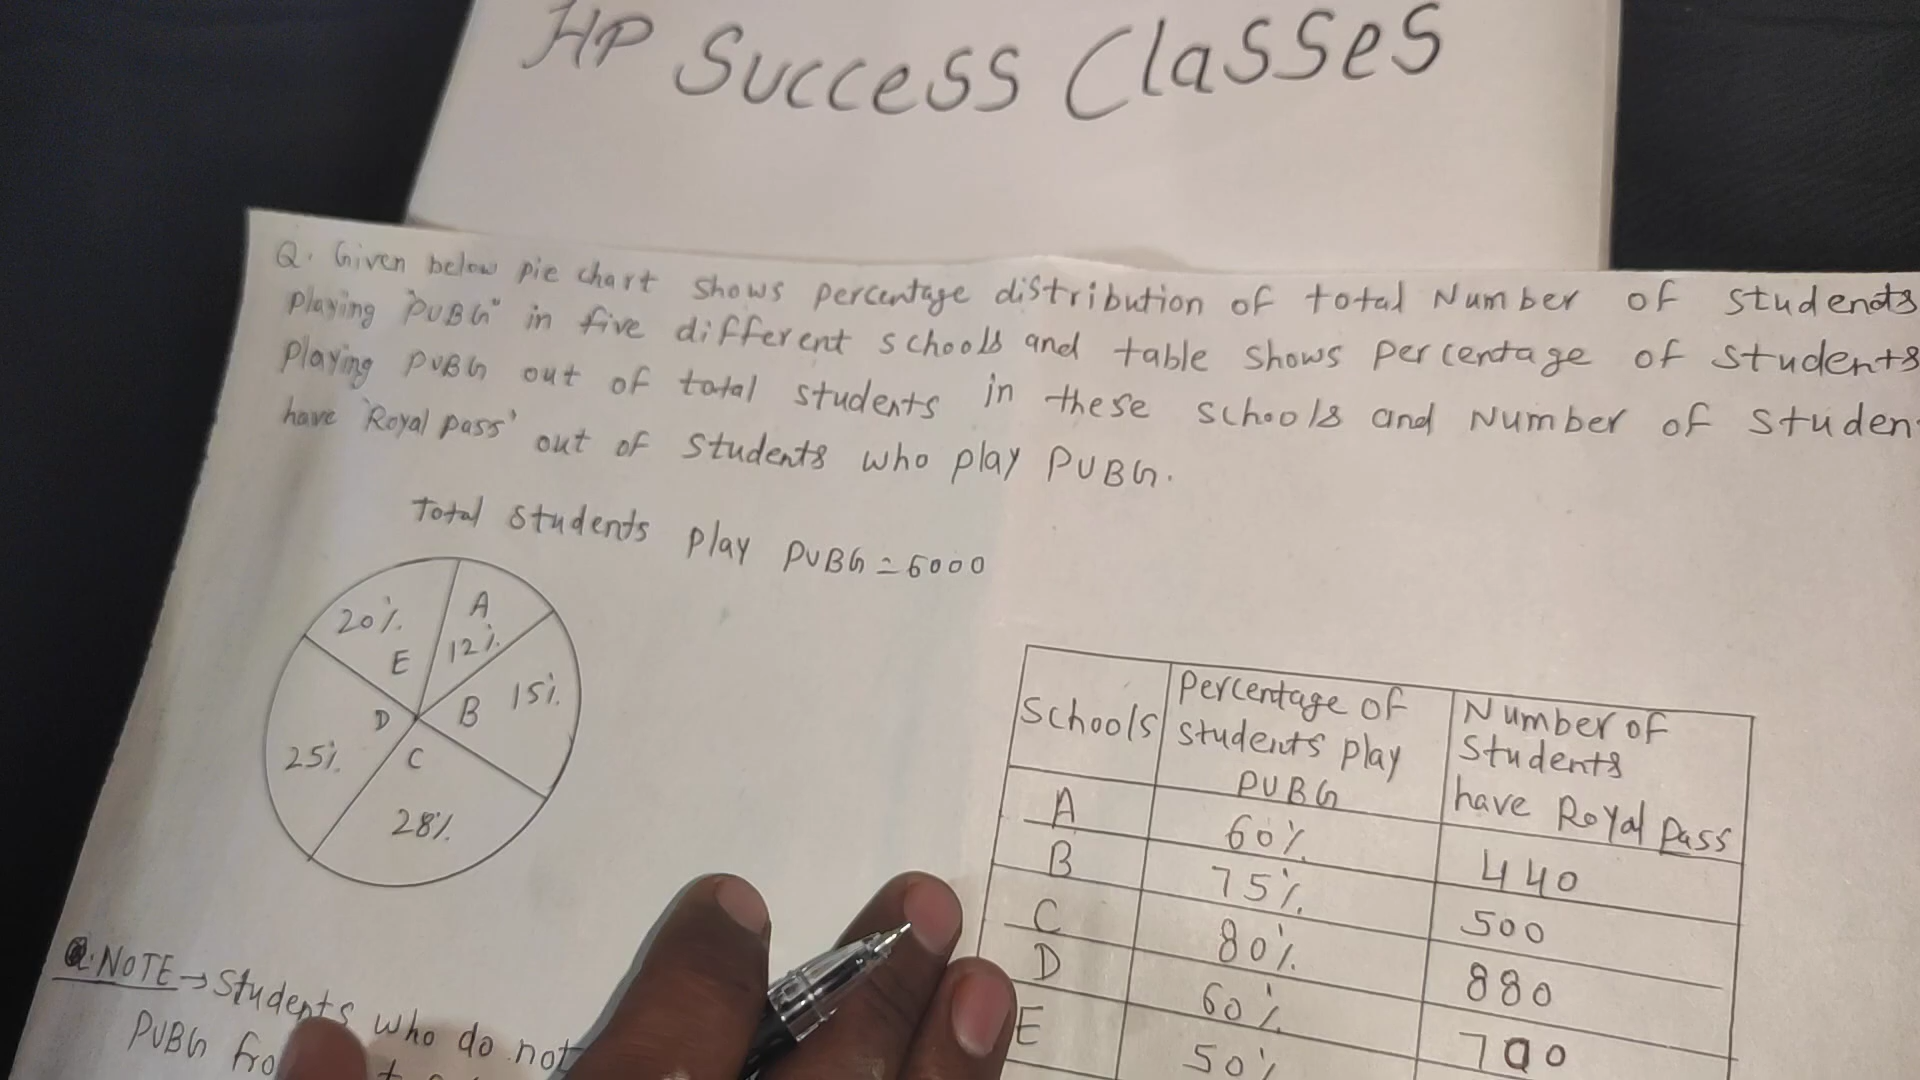 HP Success Classes
Q. Given below pie chart shows percentage distribution of total Number of students
Playing "PUBG" in five different schools and table shows percentage of students
Playing PUBG out of total students in these schools and Number of studen
have 'Royal pass' out of students who play PUBG.
Total students play PUBG = 6000
20%
E
A
12%
15%
B
D
25%
C
28%
Schools Percentage of students play PUBG Number of students have Royal pass
A 60% 440
B 75% 500
C 80% 880
D 60% 700
E 50%
NOTE → Students who do not
PUBG